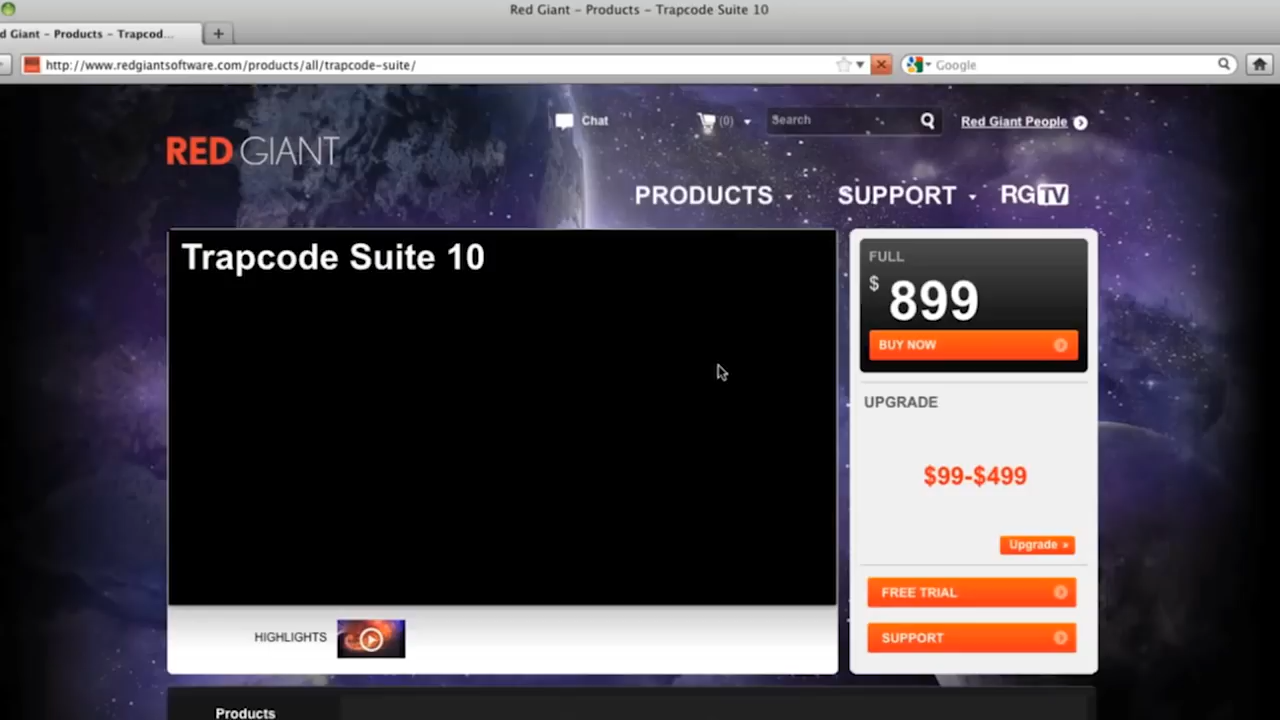 Red Giant – Products – Trapcode Suite 10
d Giant – Products – Trapcod...
http://www.redgiantsoftware.com/products/all/trapcode-suite/
Google
Chat
(0)
Search
Red Giant People
RED GIANT
PRODUCTS
SUPPORT
RGTV
Trapcode Suite 10
FULL
$ 899
BUY NOW
UPGRADE
$99-$499
Upgrade »
FREE TRIAL
SUPPORT
HIGHLIGHTS
Products